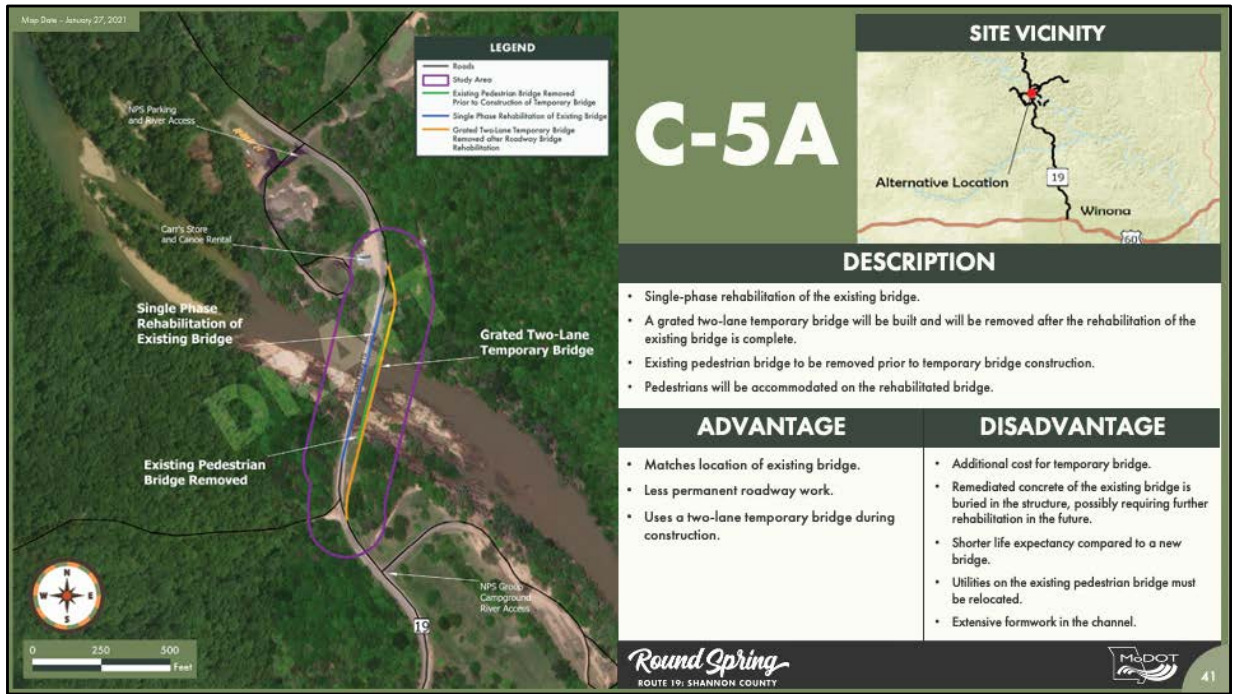 Map Date - January 27, 2021
LEGEND
Roads
Study Area
Existing Pedestrian Bridge Removed
Prior to Construction of Temporary Bridge
Single Phase Rehabilitation of Existing Bridge
Grated Two-Lane Temporary Bridge
Removed after Roadway Bridge
Rehabilitation
NPS Parking
and River Access
Carr's Store
and Canoe Rental
Single Phase
Rehabilitation of
Existing Bridge
Grated Two-Lane
Temporary Bridge
Existing Pedestrian
Bridge Removed
NPS Group
Campground
River Access
19
N
W E
S
0 250 500
Feet
C-5A
SITE VICINITY
Alternative Location
19
Winona
60
DESCRIPTION
• Single-phase rehabilitation of the existing bridge.
• A grated two-lane temporary bridge will be built and will be removed after the rehabilitation of the
existing bridge is complete.
• Existing pedestrian bridge to be removed prior to temporary bridge construction.
• Pedestrians will be accommodated on the rehabilitated bridge.
ADVANTAGE
• Matches location of existing bridge.
• Less permanent roadway work.
• Uses a two-lane temporary bridge during
construction.
DISADVANTAGE
• Additional cost for temporary bridge.
• Remediated concrete of the existing bridge is
buried in the structure, possibly requiring further
rehabilitation in the future.
• Shorter life expectancy compared to a new
bridge.
• Utilities on the existing pedestrian bridge must
be relocated.
• Extensive formwork in the channel.
Round Spring
ROUTE 19: SHANNON COUNTY
MoDOT
41